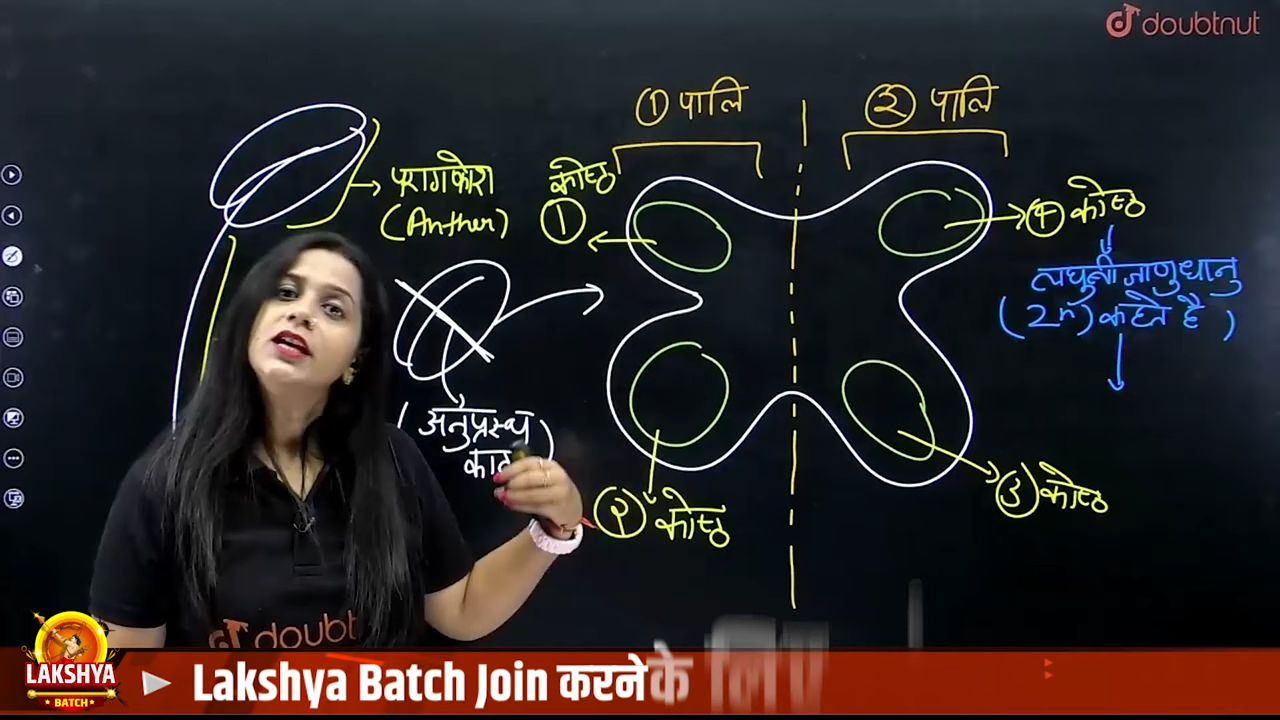 doubtnut
① पालि
② पालि
परागकोश
(Anther)
कोष्ठ
①
④ कोष्ठ
लघुबीजाणुधानी
(2n) कहते है)
(अनुप्रस्थ
काट)
② कोष्ठ
③ कोष्ठ
doubt
LAKSHYA
BATCH
Lakshya Batch Join करने के लिए